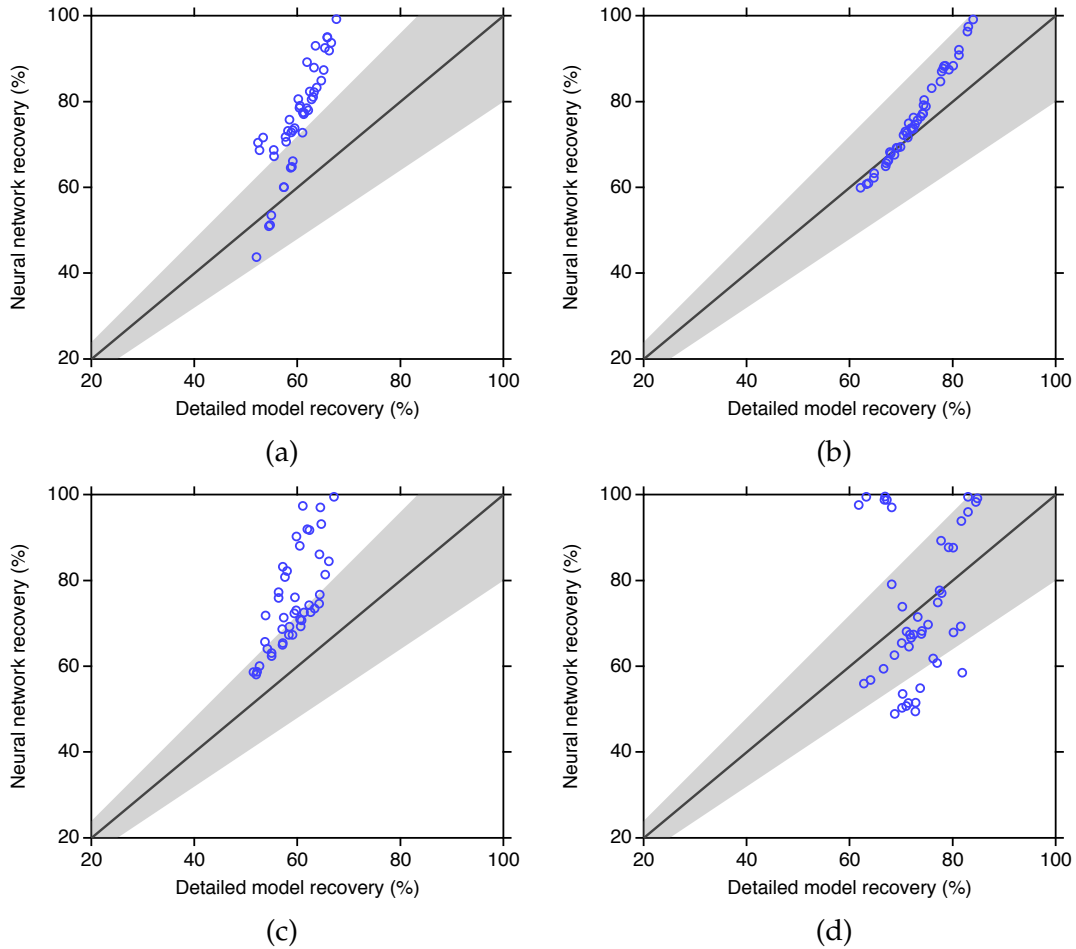 100
80
60
40
20
Neural network recovery (%)
20 40 60 80 100
Detailed model recovery (%)
(a)
100
80
60
40
20
Neural network recovery (%)
20 40 60 80 100
Detailed model recovery (%)
(b)
100
80
60
40
20
Neural network recovery (%)
20 40 60 80 100
Detailed model recovery (%)
(c)
100
80
60
40
20
Neural network recovery (%)
20 40 60 80 100
Detailed model recovery (%)
(d)